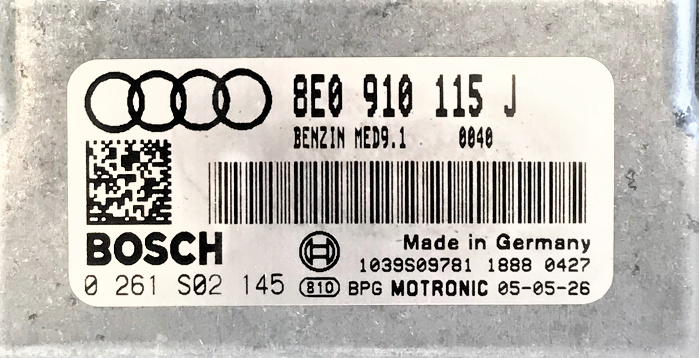 8E0 910 115 J
BENZIN MED9.1 0040
BOSCH
Made in Germany
1039S09781 1888 0427
0 261 S02 145 810 BPG MOTRONIC 05-05-26